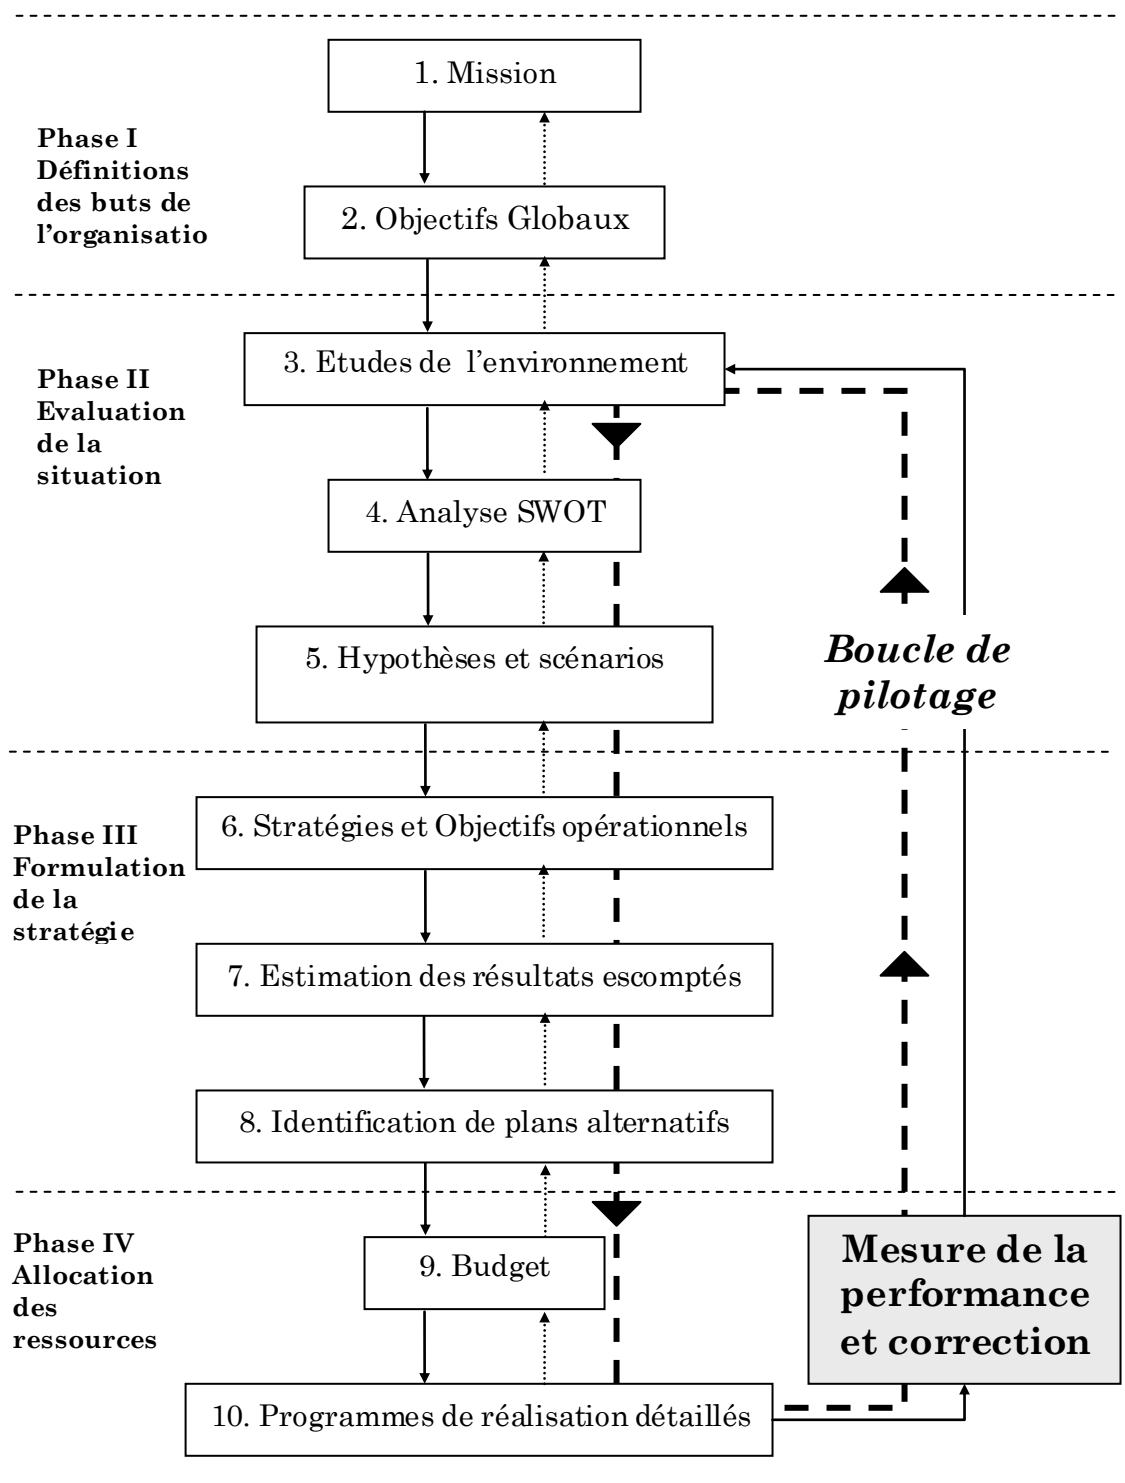 1. Mission
Phase I
Définitions
des buts de
l’organisatio
2. Objectifs Globaux
3. Etudes de l’environnement
Phase II
Evaluation
de la
situation
4. Analyse SWOT
5. Hypothèses et scénarios
Boucle de
pilotage
6. Stratégies et Objectifs opérationnels
Phase III
Formulation
de la
stratégie
7. Estimation des résultats escomptés
8. Identification de plans alternatifs
Phase IV
Allocation
des
ressources
9. Budget
Mesure de la
performance
et correction
10. Programmes de réalisation détaillés